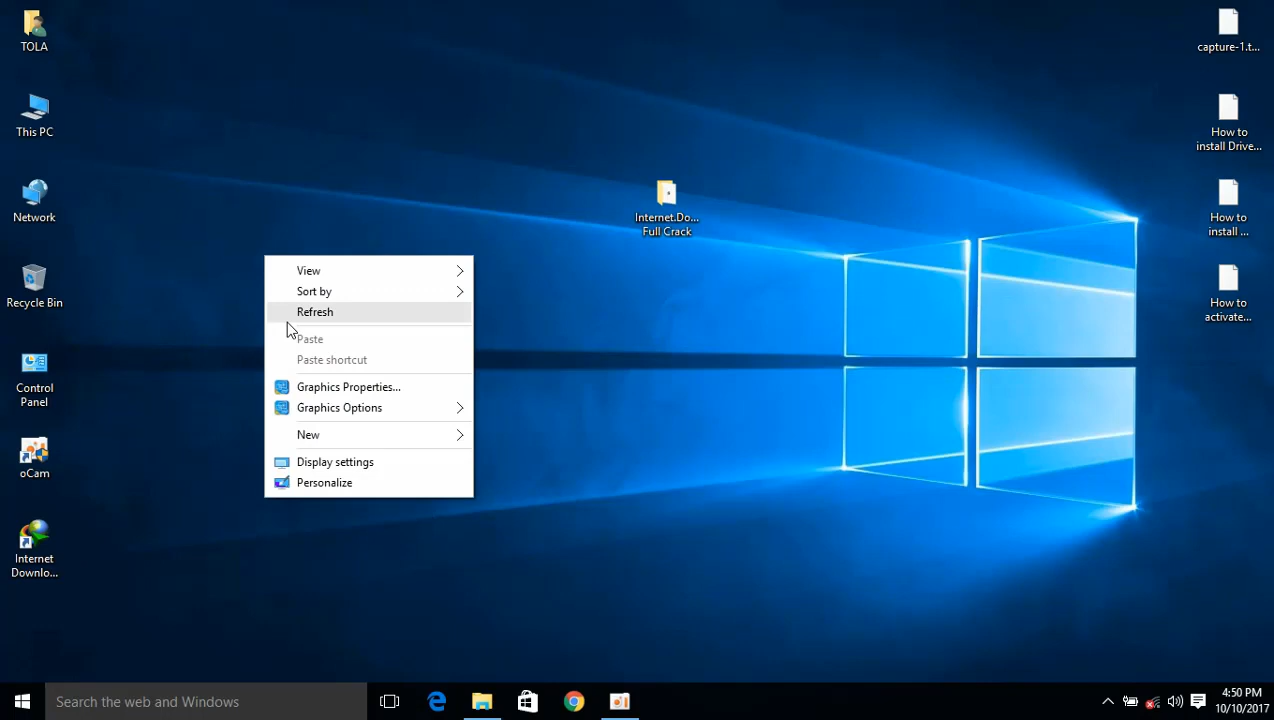 TOLA
This PC
Network
Recycle Bin
Control
Panel
oCam
Internet
Downlo...
Internet.Do...
Full Crack
View
Sort by
Refresh
Paste
Paste shortcut
Graphics Properties...
Graphics Options
New
Display settings
Personalize
capture-1.t...
How to
install Drive...
How to
install ...
How to
activate...
Search the web and Windows
4:50 PM
10/10/2017